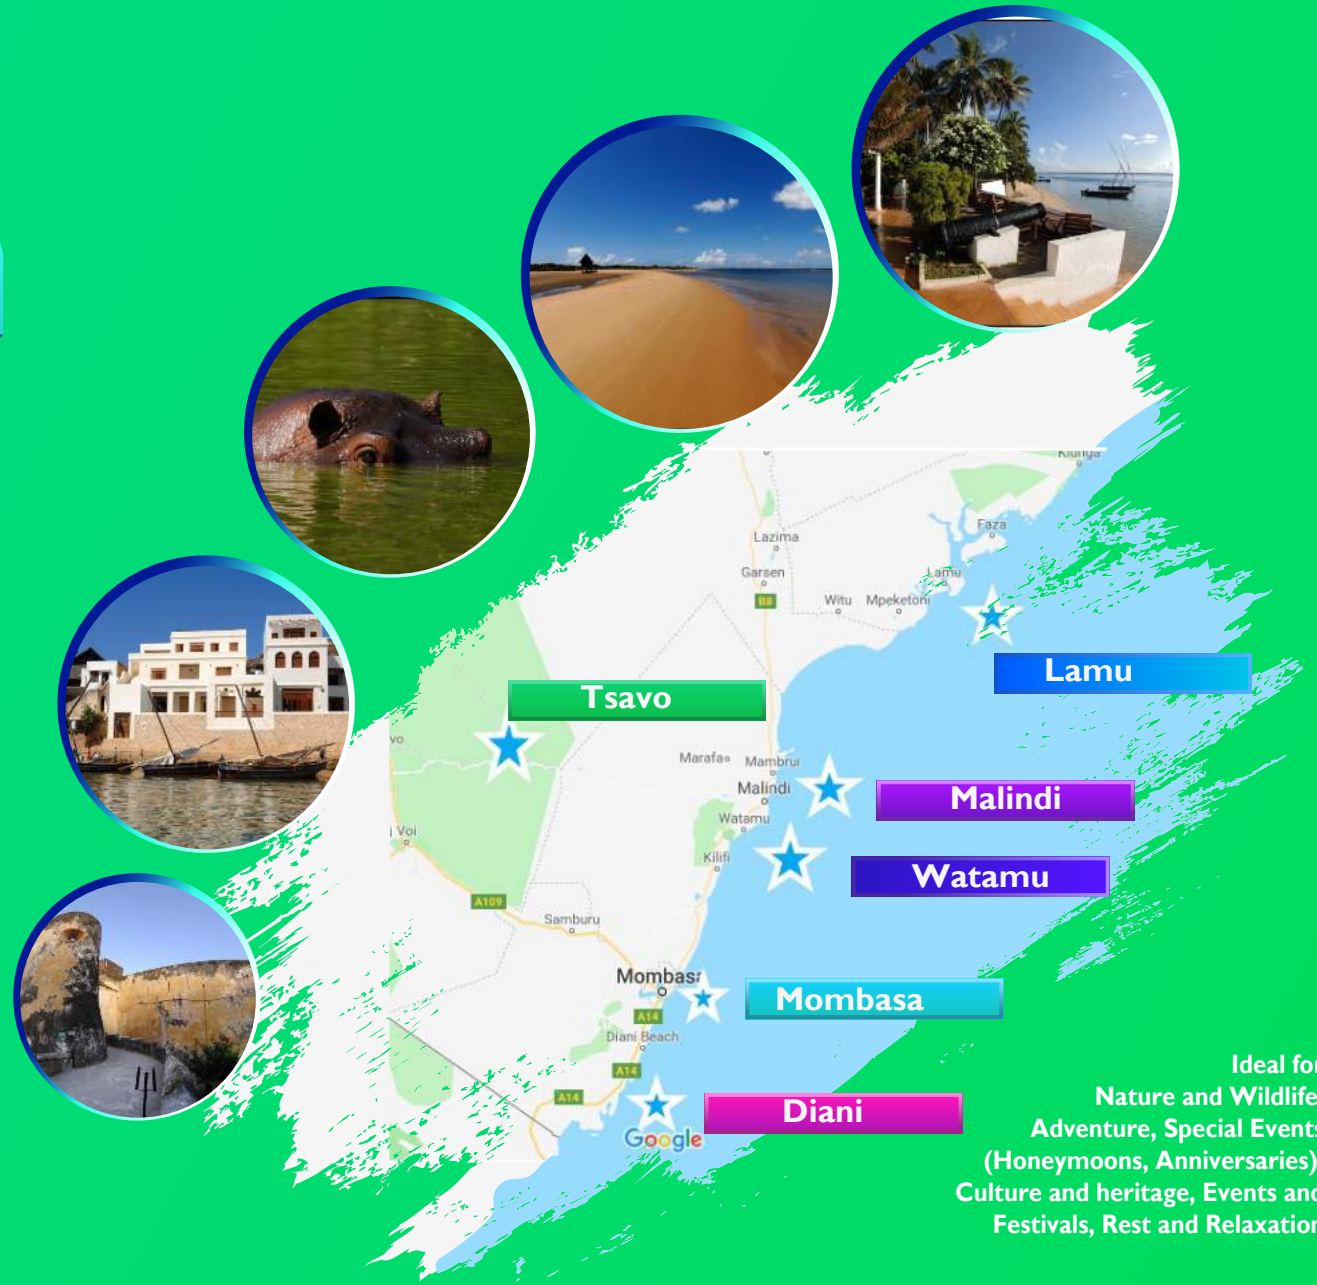 Kiunga
Faza
Lazima
Garsen
Lamu
B8
Witu
Mpeketoni
Lamu
Tsavo
vo
Marafa
Mambrui
Malindi
Malindi
Watamu
Voi
Kilifi
Watamu
A109
Samburu
Mombasa
Mombasa
A14
Diani Beach
A14
A14
Diani
Google
Ideal for
Nature and Wildlife
Adventure, Special Events
(Honeymoons, Anniversaries)
Culture and heritage, Events and
Festivals, Rest and Relaxation